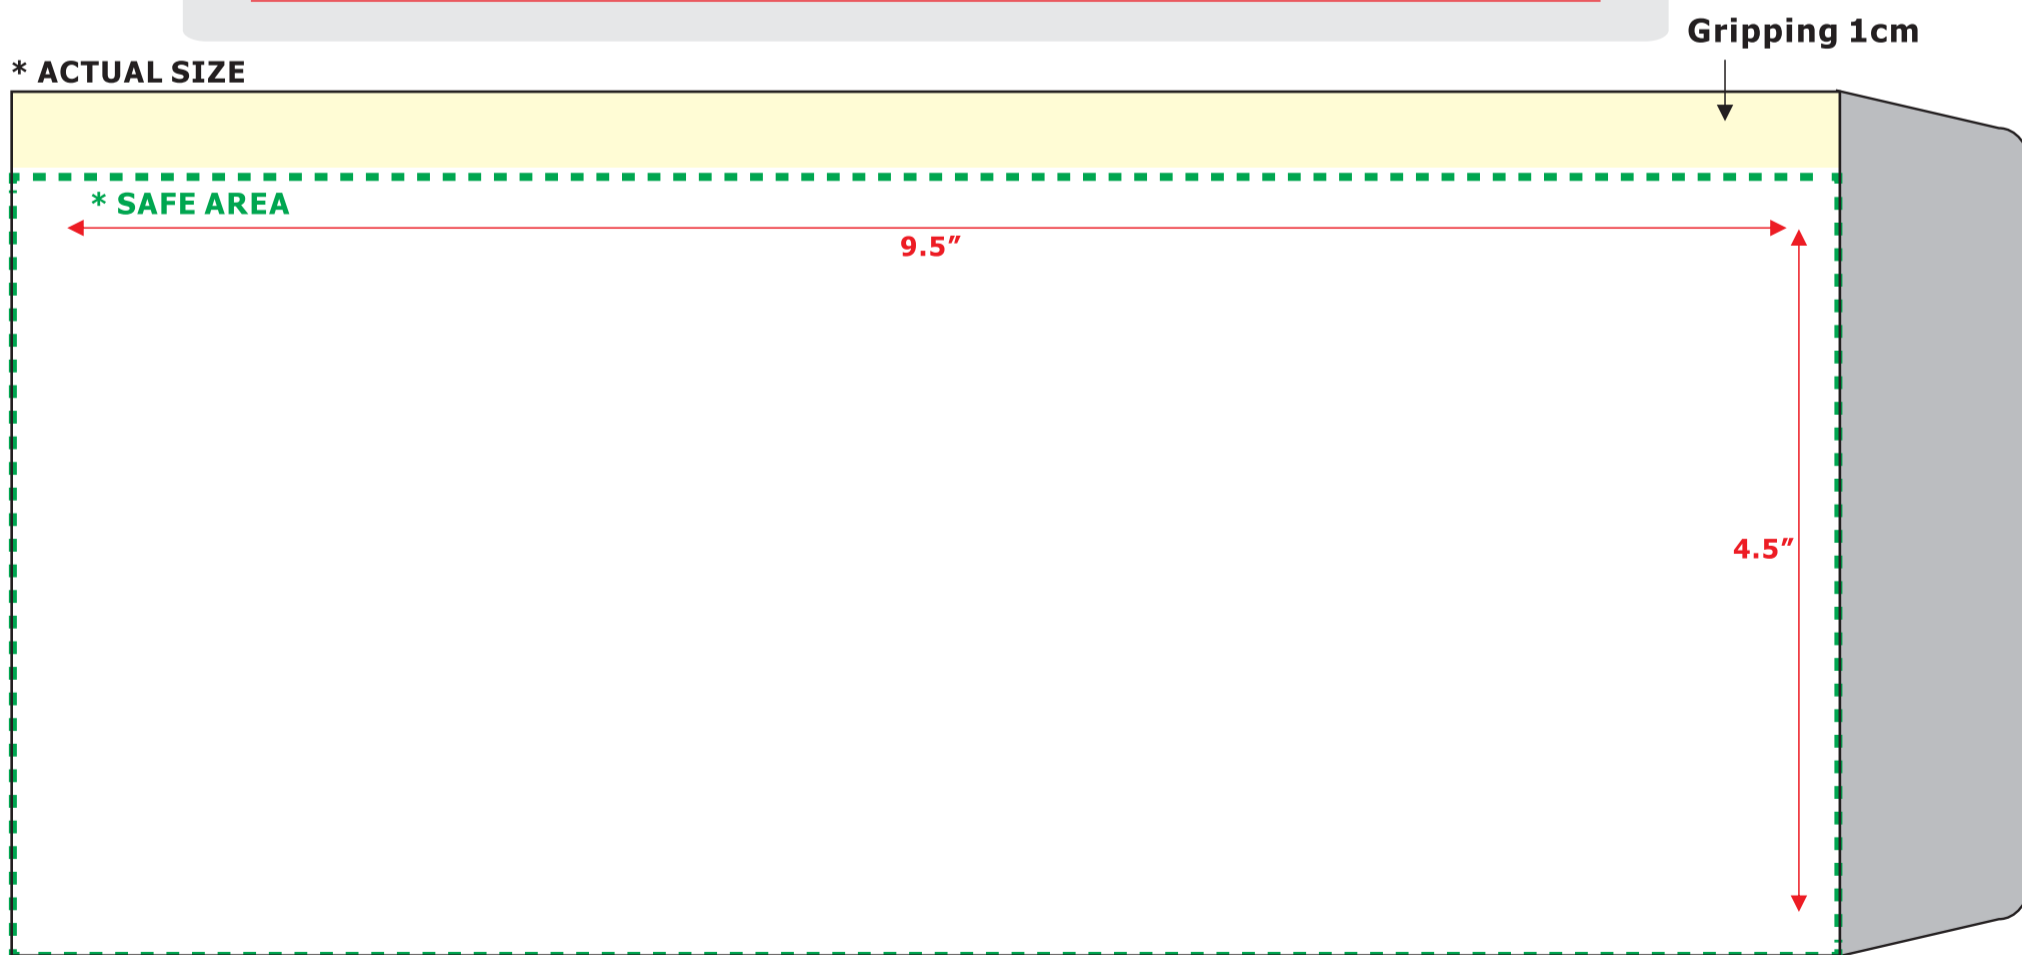 Gripping 1cm
* ACTUAL SIZE
* SAFE AREA
9.5″
4.5″